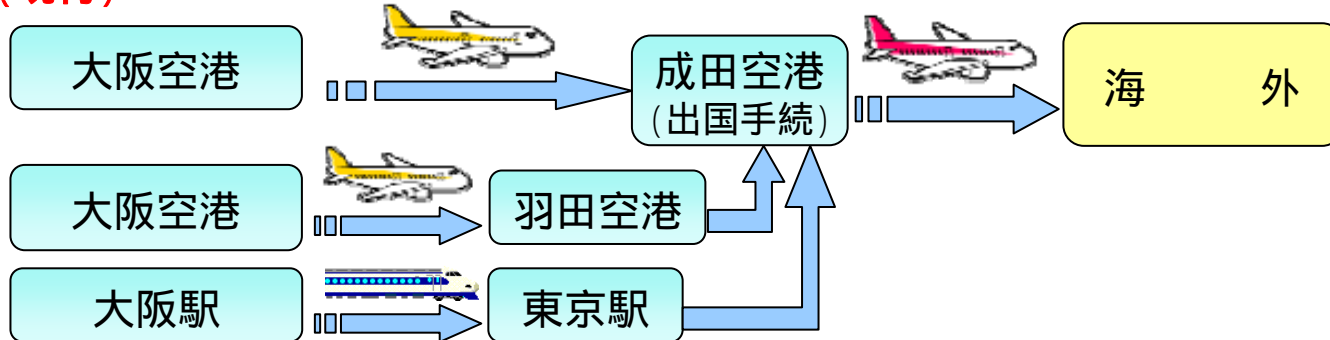 大阪空港
成田空港
(出国手続)
海 外
大阪空港
羽田空港
大阪駅
東京駅